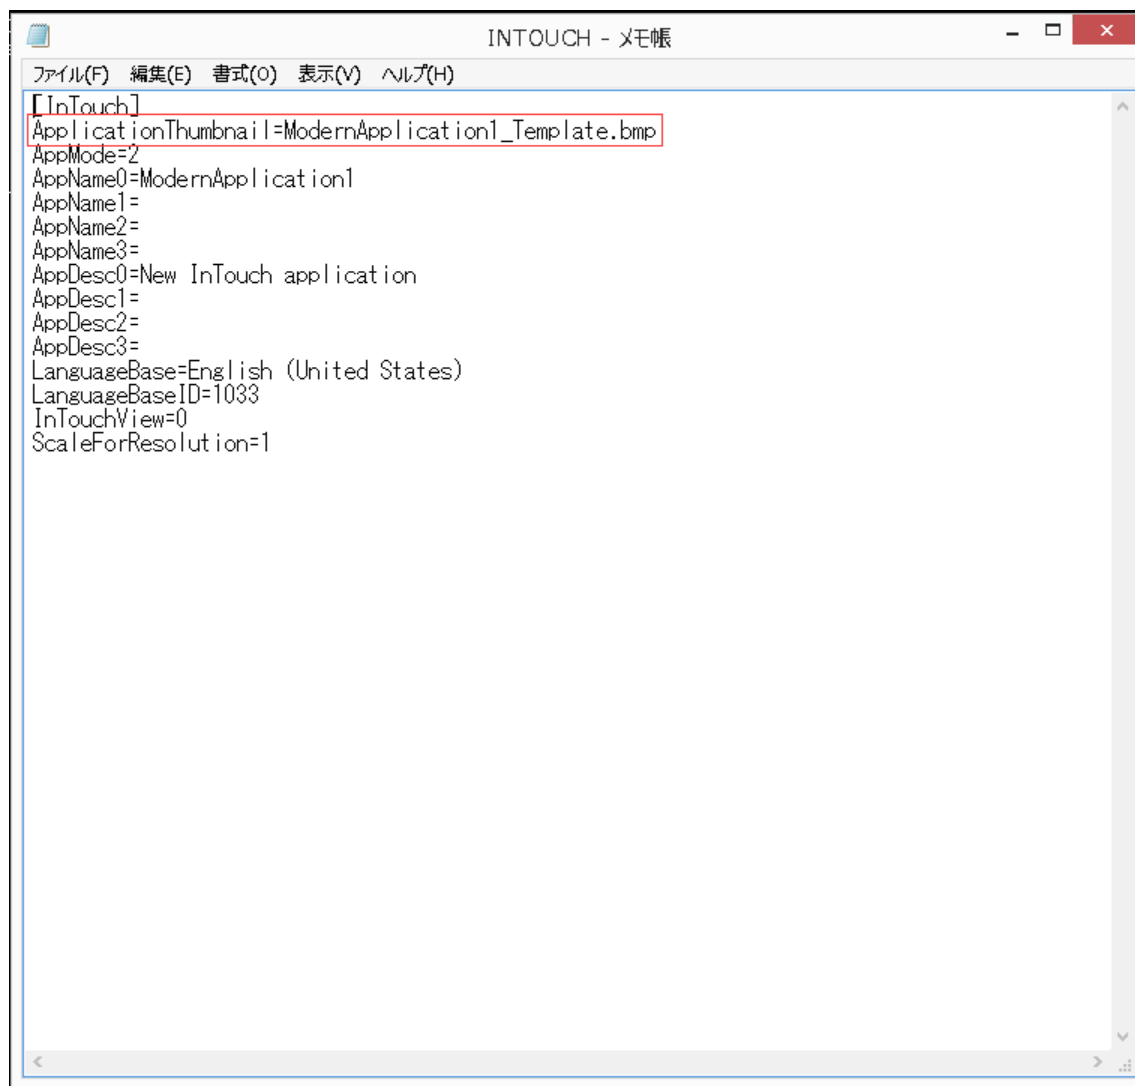 INTOUCH - メモ帳
ファイル(F) 編集(E) 書式(O) 表示(V) ヘルプ(H)
[InTouch]
ApplicationThumbnail=ModernApplication1_Template.bmp
AppMode=2
AppName0=ModernApplication1
AppName1=
AppName2=
AppName3=
AppDesc0=New InTouch application
AppDesc1=
AppDesc2=
AppDesc3=
LanguageBase=English (United States)
LanguageBaseID=1033
InTouchView=0
ScaleForResolution=1